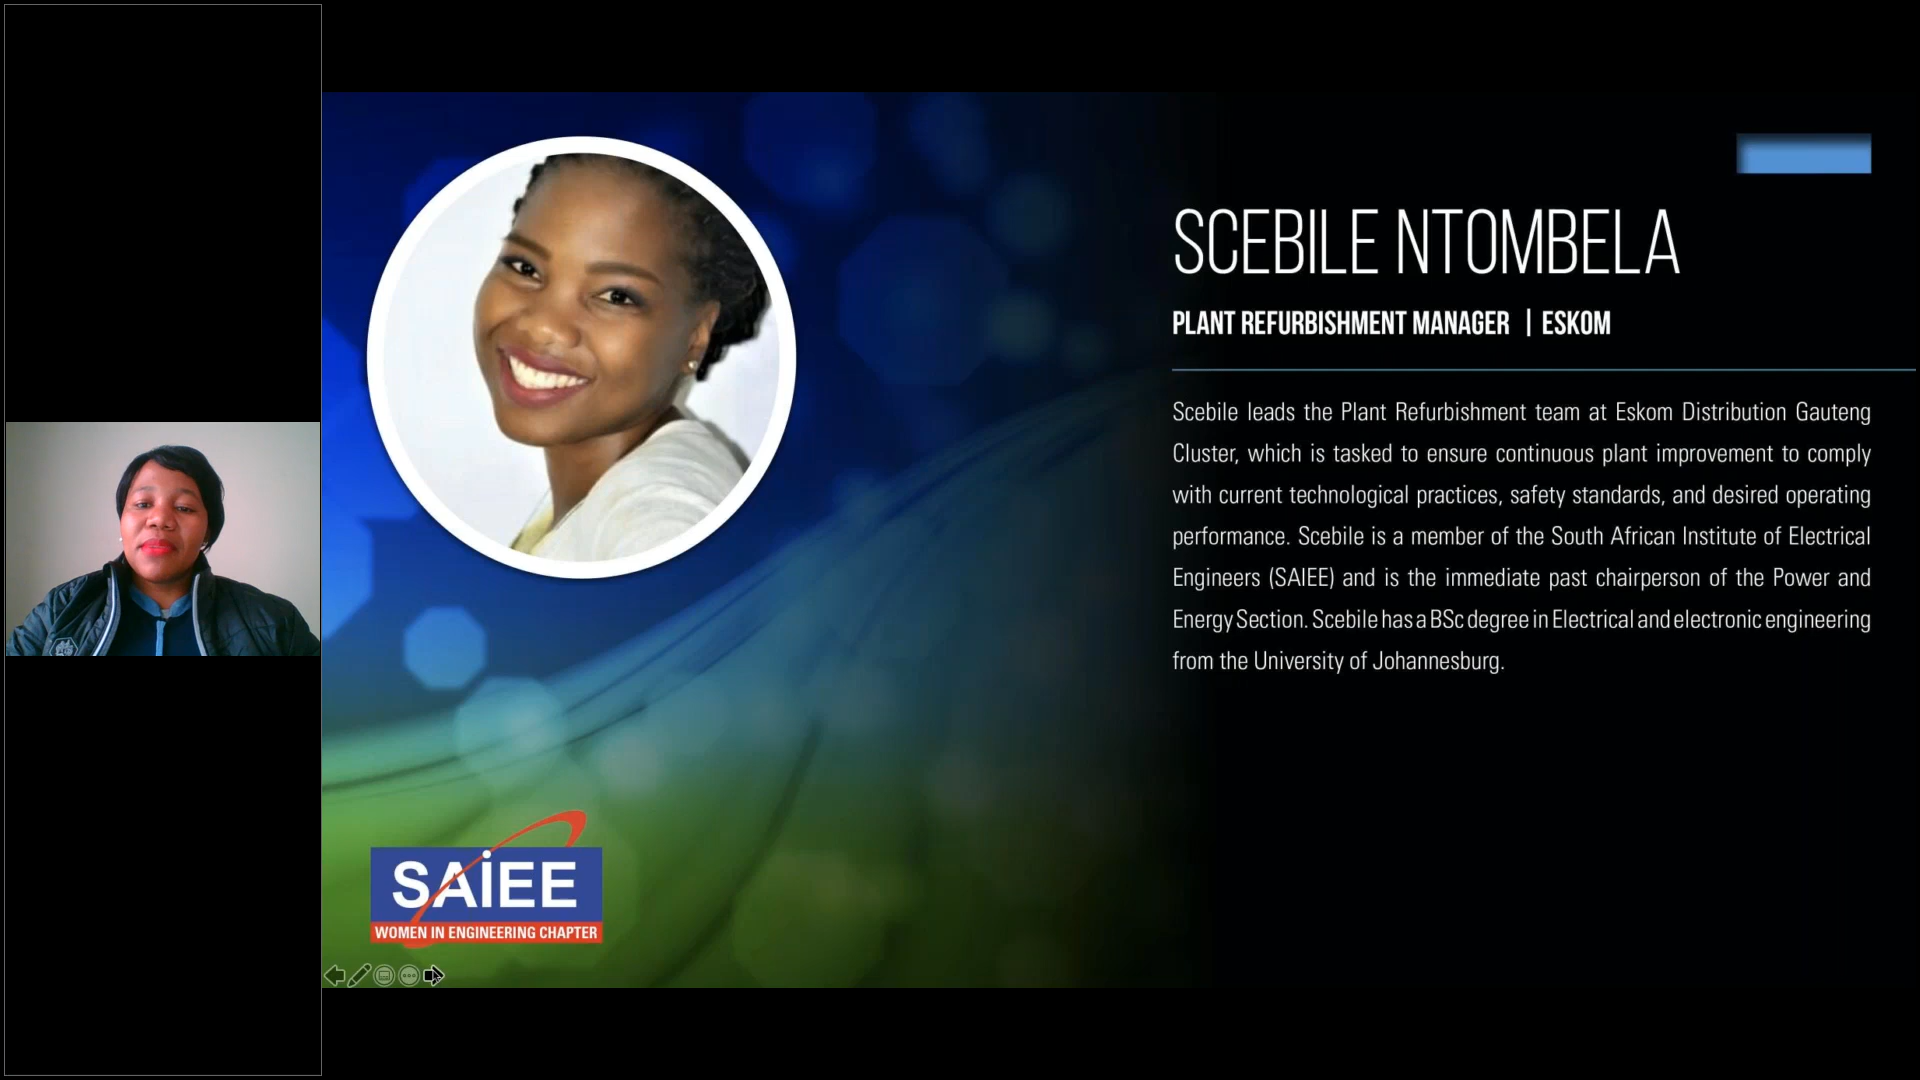 SCEBILE NTOMBELA
PLANT REFURBISHMENT MANAGER | ESKOM
Scebile leads the Plant Refurbishment team at Eskom Distribution Gauteng
Cluster, which is tasked to ensure continuous plant improvement to comply
with current technological practices, safety standards, and desired operating
performance. Scebile is a member of the South African Institute of Electrical
Engineers (SAIEE) and is the immediate past chairperson of the Power and
Energy Section. Scebile has a BSc degree in Electrical and electronic engineering
from the University of Johannesburg.
SAiEE
WOMEN IN ENGINEERING CHAPTER